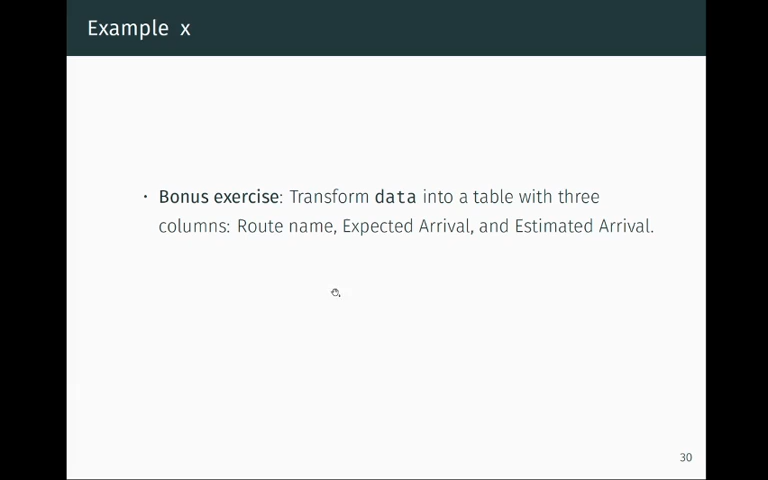 Example x
· Bonus exercise: Transform data into a table with three
columns: Route name, Expected Arrival, and Estimated Arrival.
30